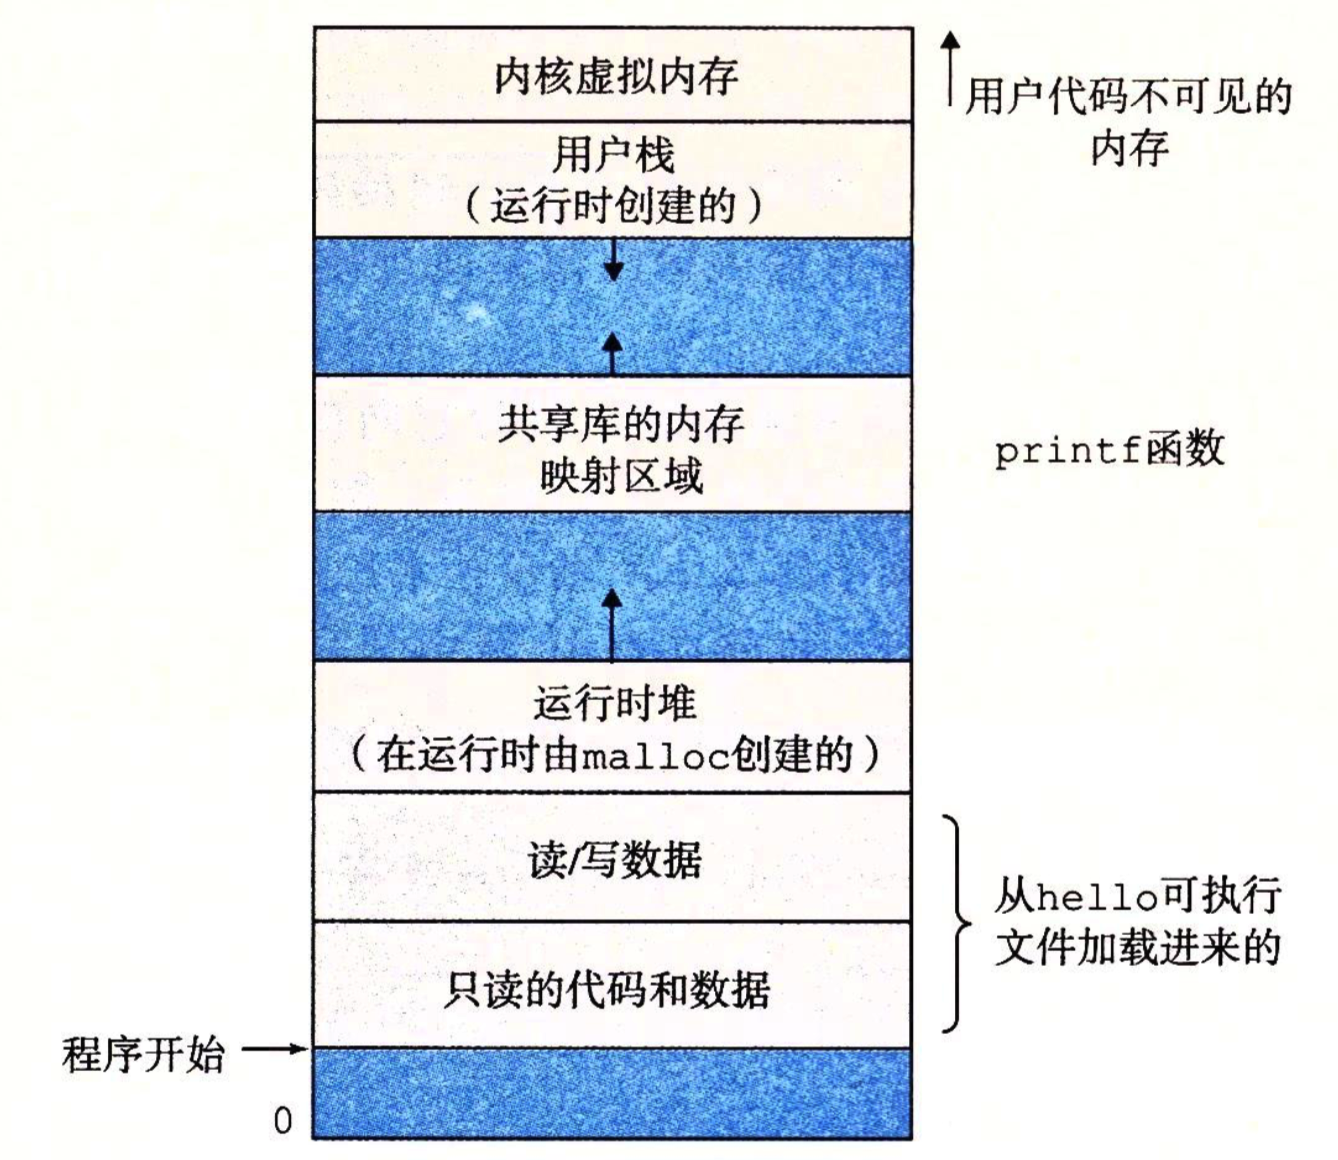 内核虚拟内存
用户代码不可见的
内存
用户栈
（运行时创建的）
共享库的内存
映射区域
printf函数
运行时堆
（在运行时由malloc创建的）
读/写数据
从hello可执行
文件加载进来的
只读的代码和数据
程序开始
0